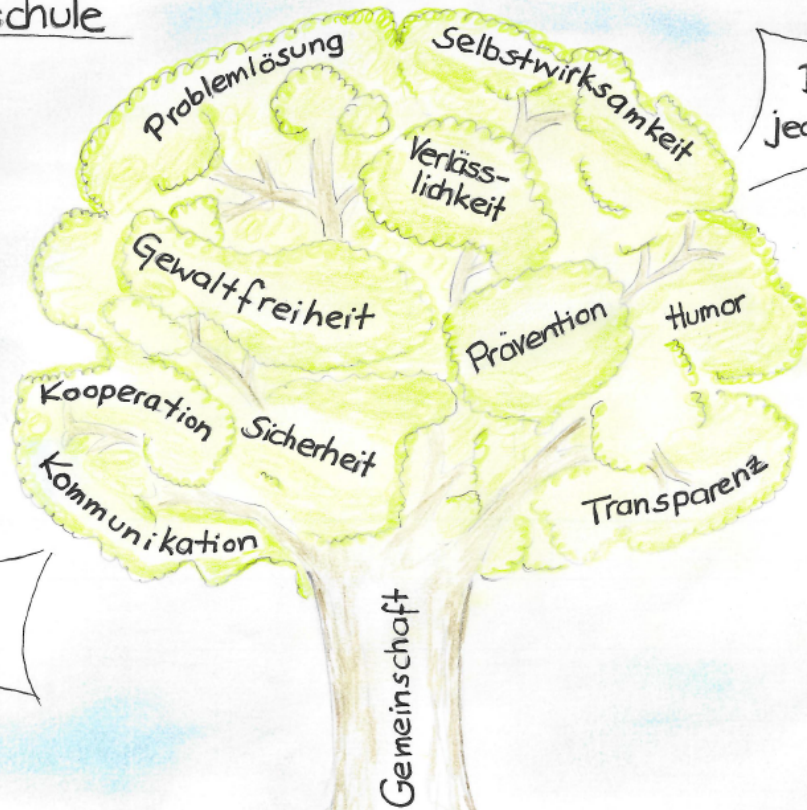 schule
Problemlösung
Selbstwirksamkeit
Verläss-
lichkeit
Gewaltfreiheit
Prävention
Humor
Kooperation
Sicherheit
Kommunikation
Transparenz
Gemeinschaft